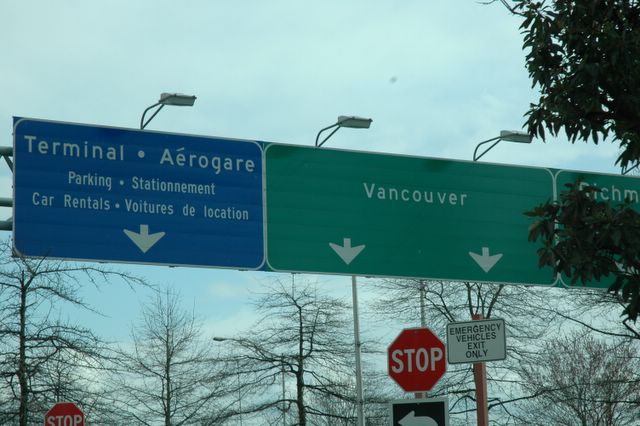 Terminal • Aérogare
Parking • Stationnement
Car Rentals • Voitures de location
Vancouver
STOP
EMERGENCY
VEHICLES
EXIT
ONLY
STOP